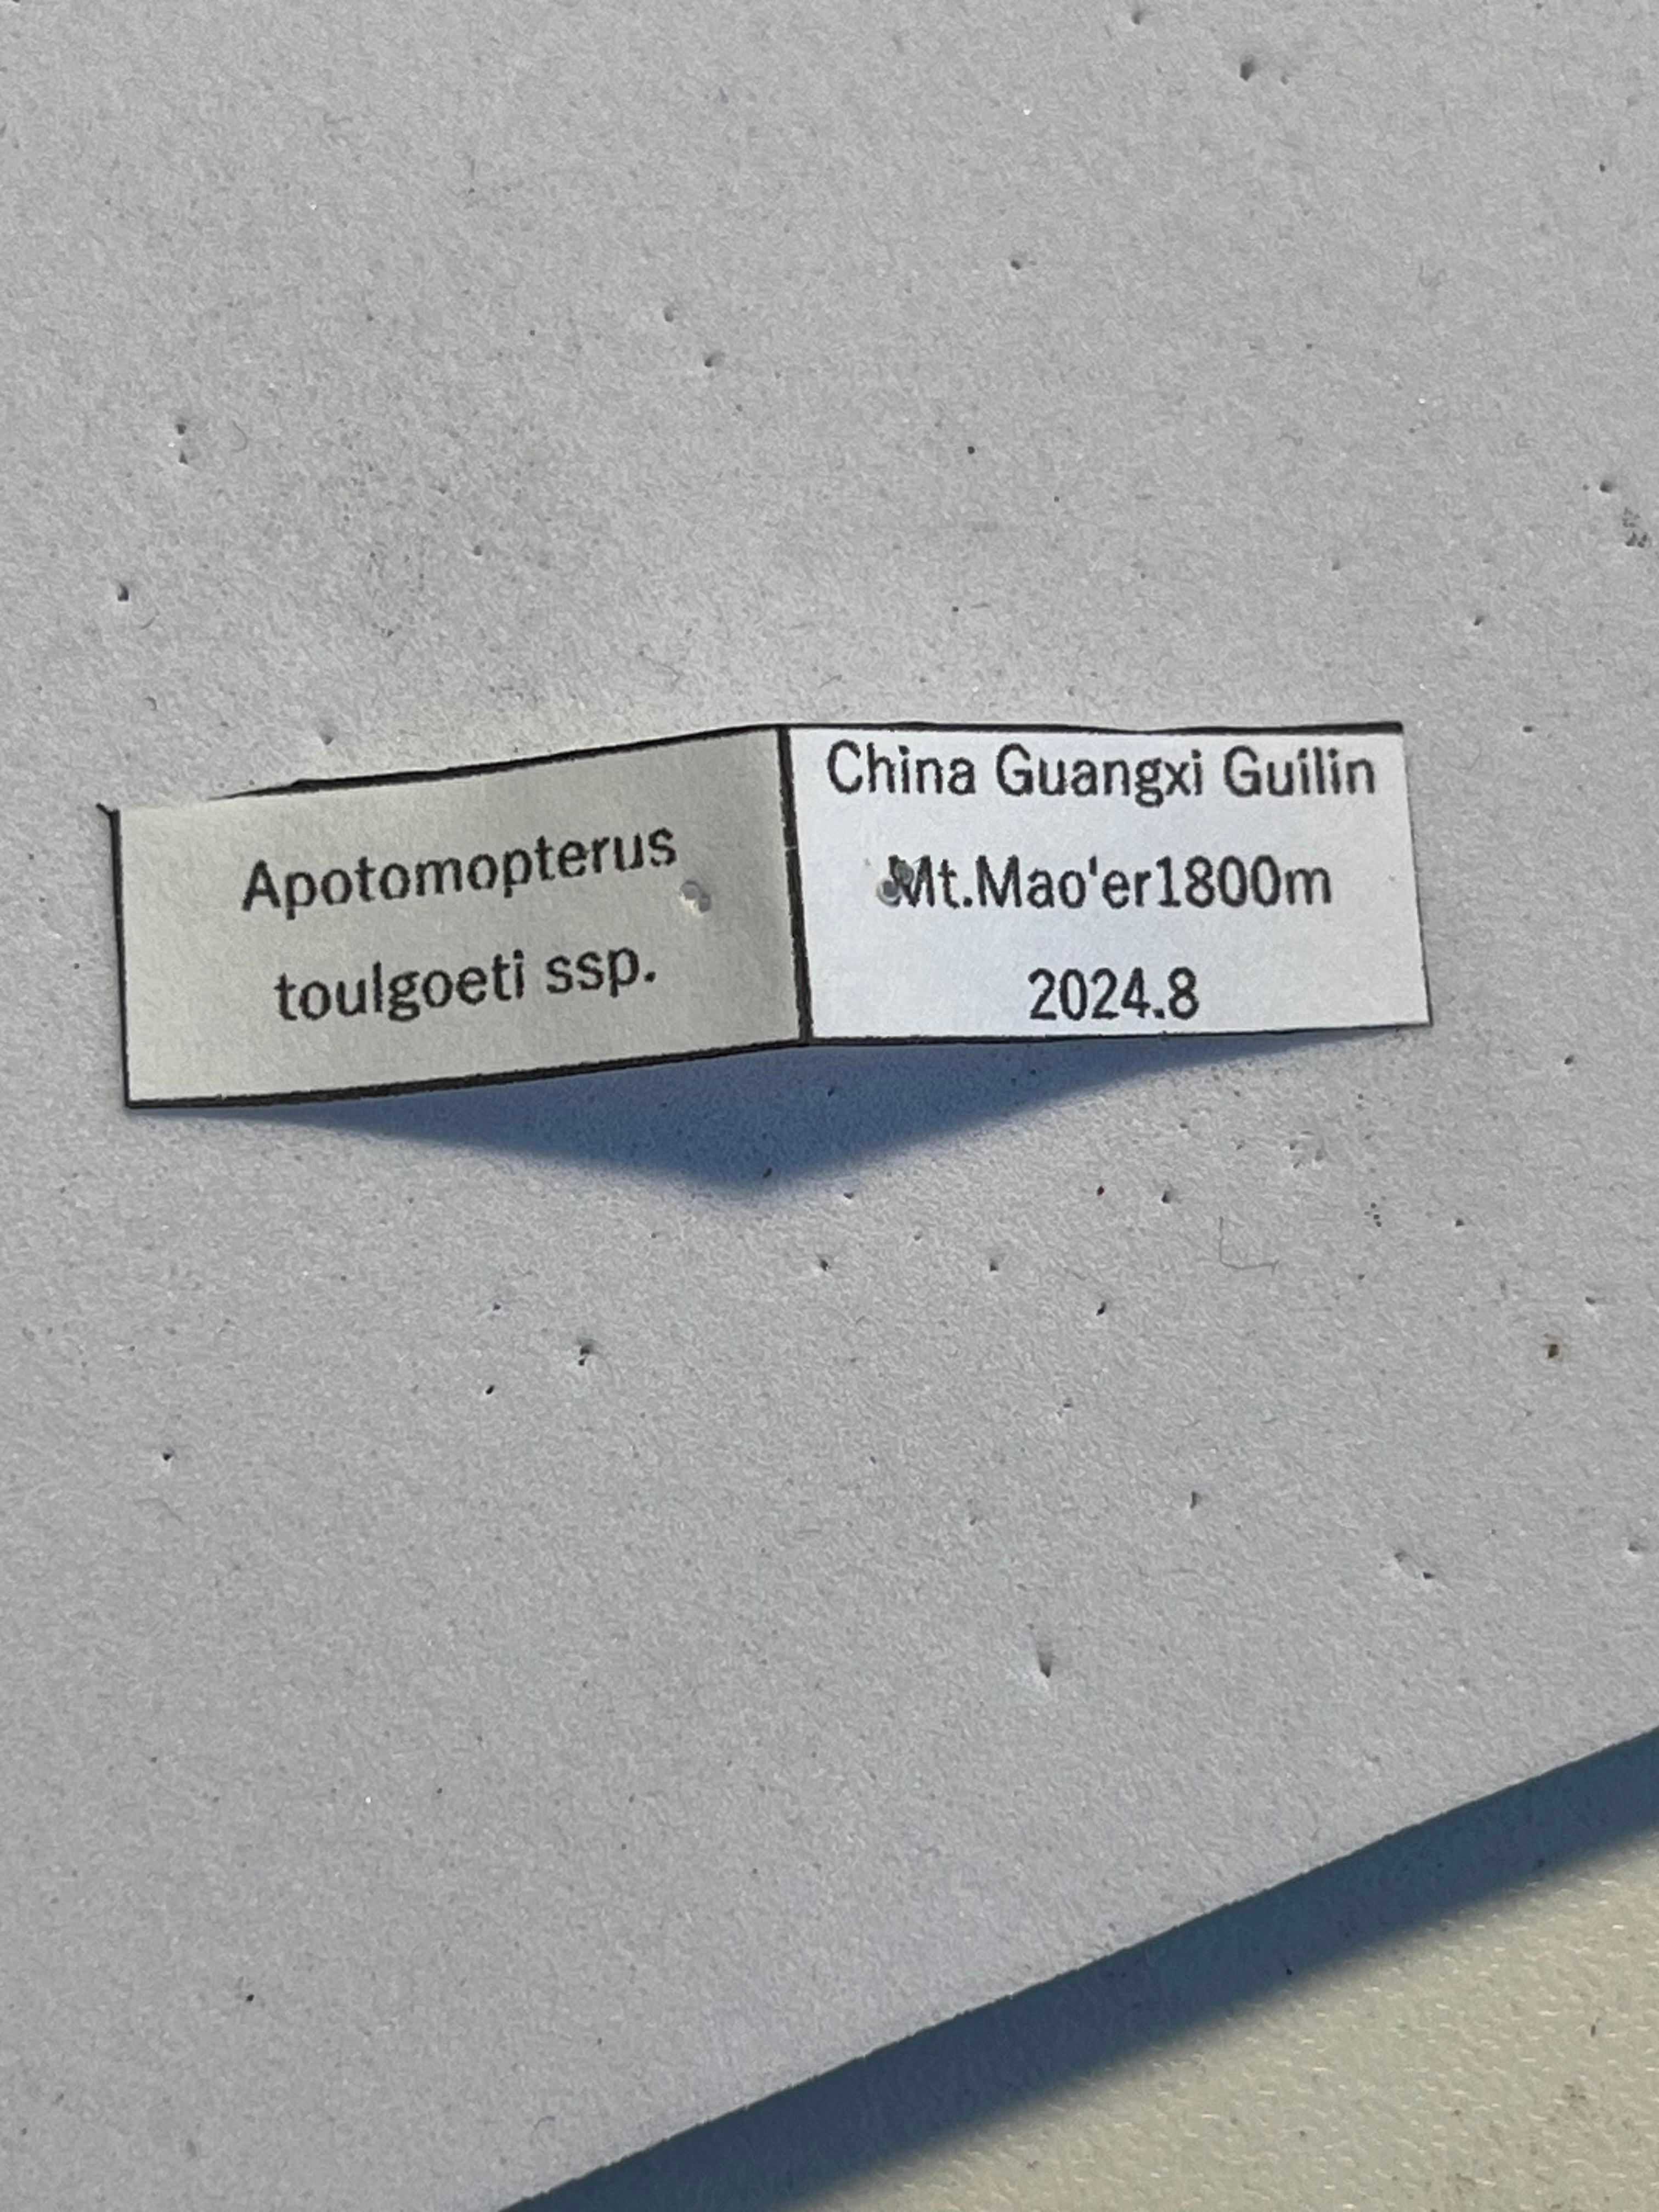 Apotomopterus
toulgoeti ssp.
China Guangxi Guilin
Mt.Mao'er1800m
2024.8